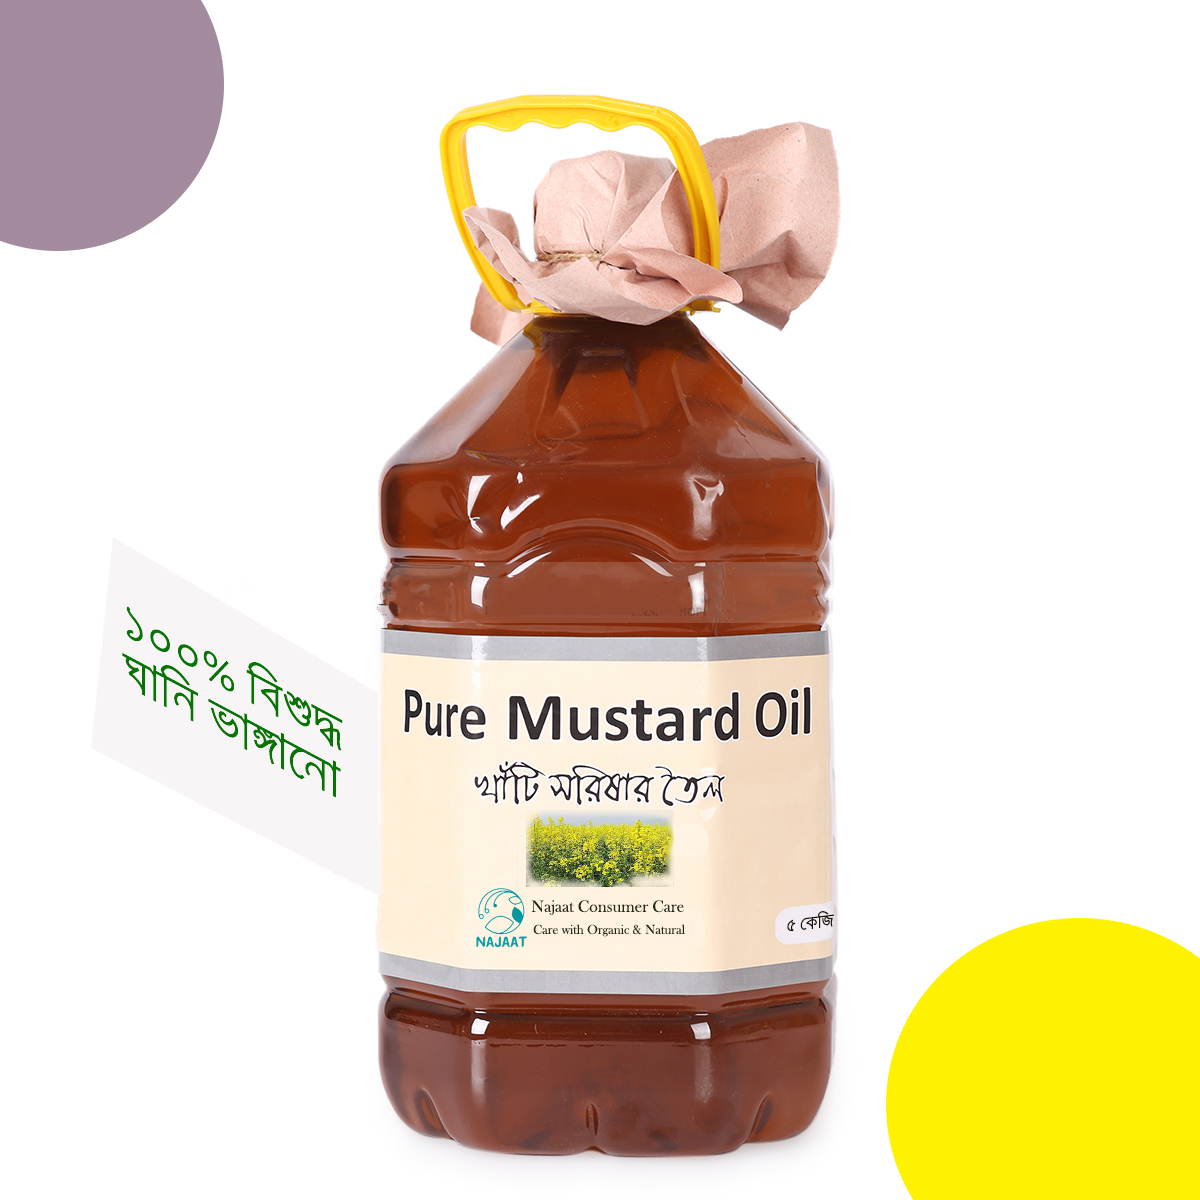 ১০০% বিশুদ্ধ
ঘানি ভাঙ্গানো
Pure Mustard Oil
খাঁটি সরিষার তৈল
NAJAAT
Najaat Consumer Care
Care with Organic & Natural
৫ কেজি